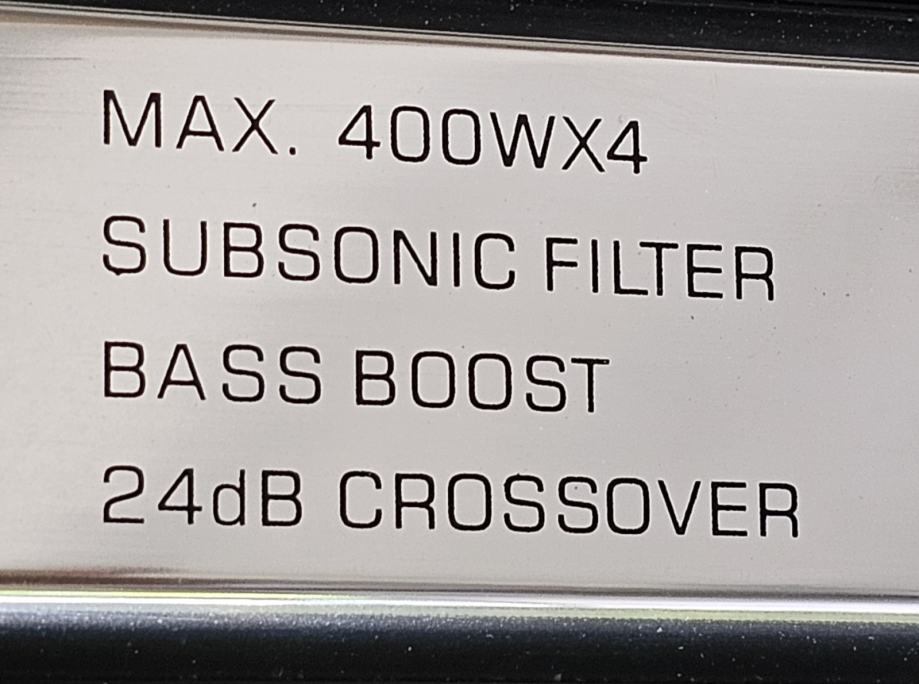 MAX. 400WX4
SUBSONIC FILTER
BASS BOOST
24dB CROSSOVER